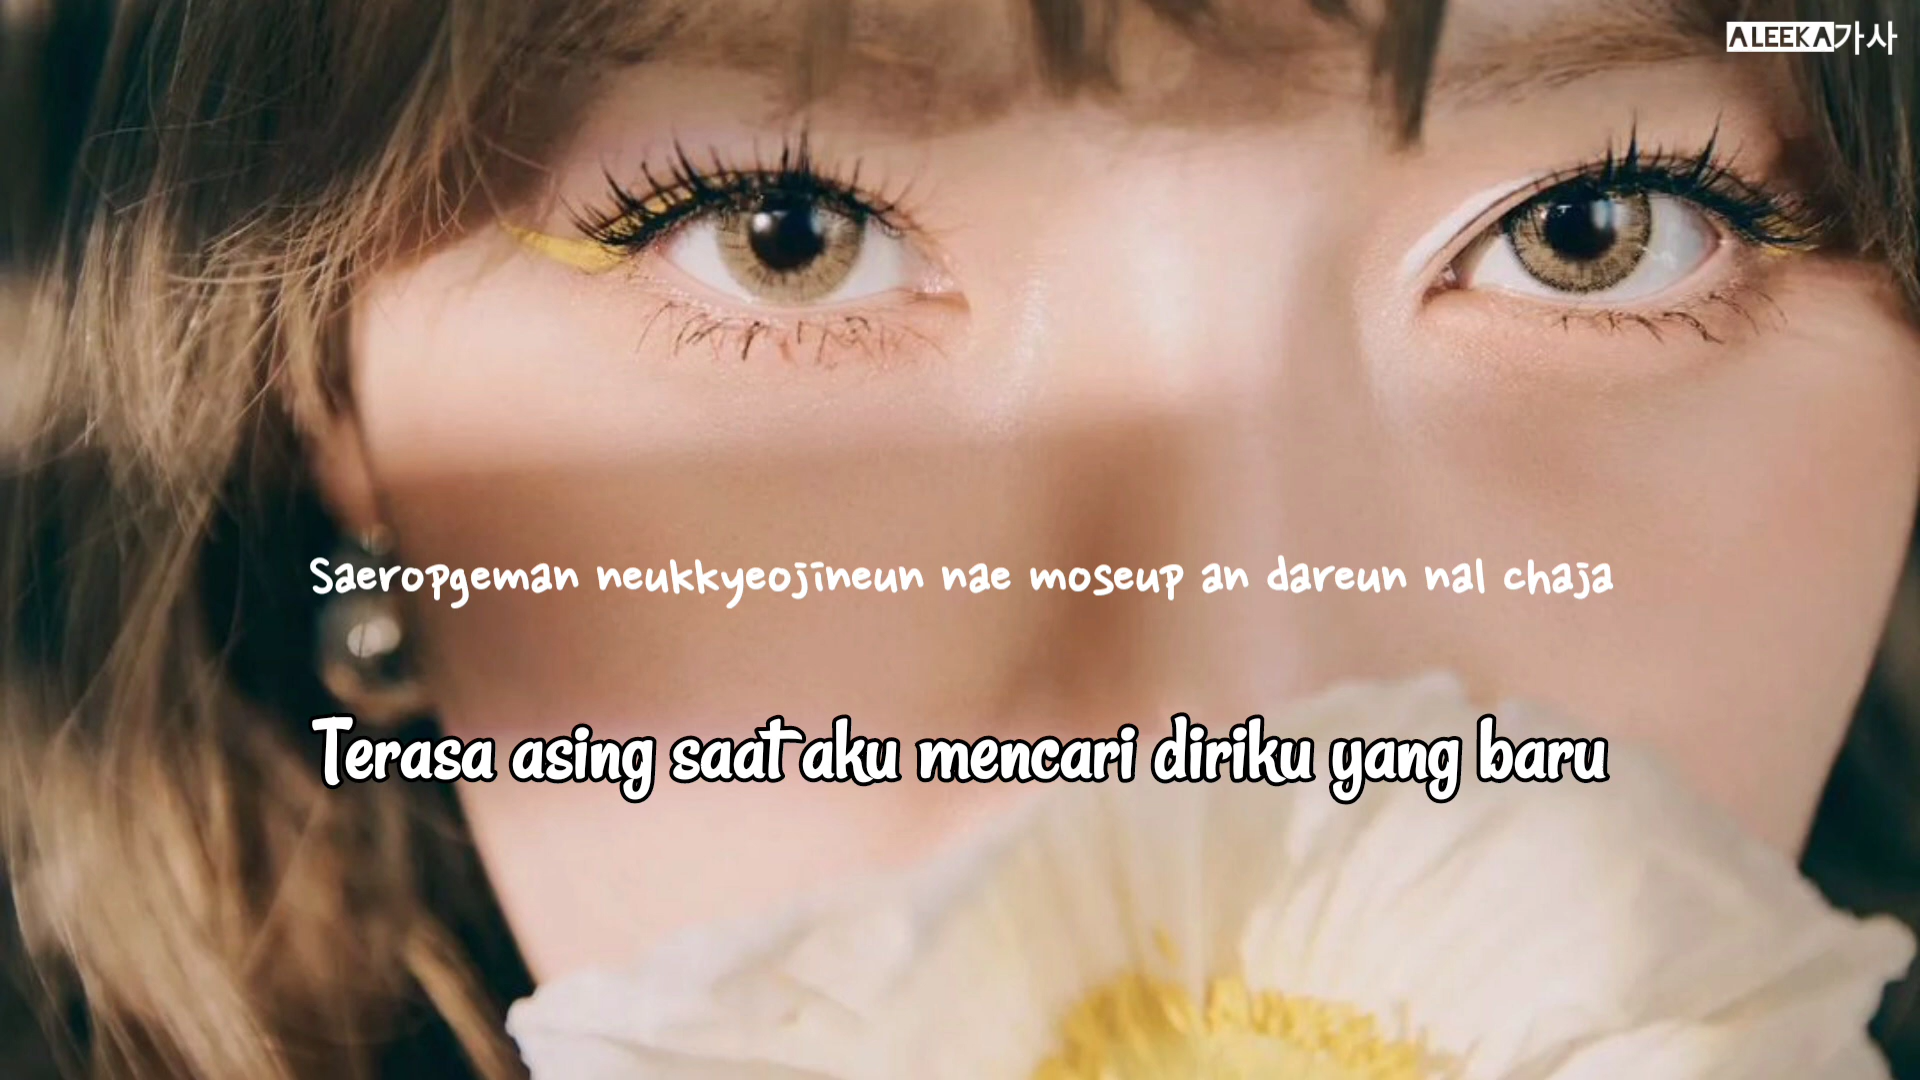 ALEEKA가사
Saeropgeman neukkyeojineun nae moseup an dareun nal chaja
Terasa asing saat aku mencari diriku yang baru